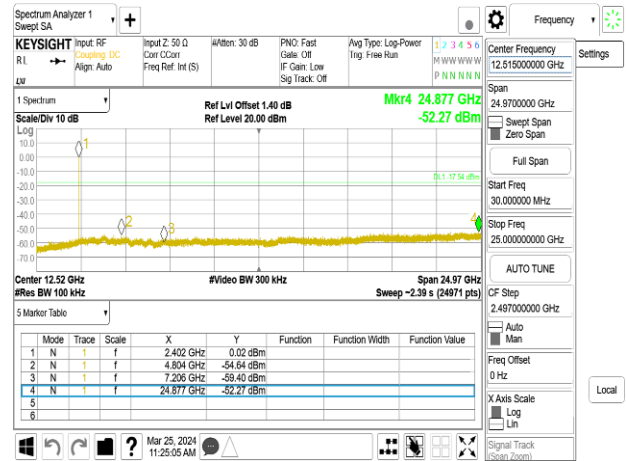 Spectrum Analyzer 1
Swept SA
Frequency
KEYSIGHT
Input: RF
Coupling: DC
Align: Auto
Input Z: 50 Ω
Corr CCorr
Freq Ref: Int (S)
#Atten: 30 dB
PNO: Fast
Gate: Off
IF Gain: Low
Sig Track: Off
Avg Type: Log-Power
Trig: Free Run
1 2 3 4 5 6
M W W W W W
P N N N N N
RL
LXI
Center Frequency
12.515000000 GHz
Settings
1 Spectrum
Scale/Div 10 dB
Log
Ref Lvl Offset 1.40 dB
Ref Level 20.00 dBm
Mkr4 24.877 GHz
-52.27 dBm
10.0
0.00
-10.0
-20.0
-30.0
-40.0
-50.0
-60.0
-70.0
1
2
3
4
DL1 -17.54 dBm
Center 12.52 GHz
#Res BW 100 kHz
#Video BW 300 kHz
Span 24.97 GHz
Sweep ~2.39 s (24971 pts)
Span
24.9700000 GHz
Swept Span
Zero Span
Full Span
Start Freq
30.000000 MHz
Stop Freq
25.000000000 GHz
AUTO TUNE
CF Step
2.497000000 GHz
Auto
Man
Freq Offset
0 Hz
X Axis Scale
Log
Lin
Signal Track
(Span Zoom)
Local
5 Marker Table
Mode Trace Scale X Y Function Function Width Function Value
1 N 1 f 2.402 GHz 0.02 dBm
2 N 1 f 4.804 GHz -54.64 dBm
3 N 1 f 7.206 GHz -59.40 dBm
4 N 1 f 24.877 GHz -52.27 dBm
5
6
Mar 25, 2024
11:25:05 AM